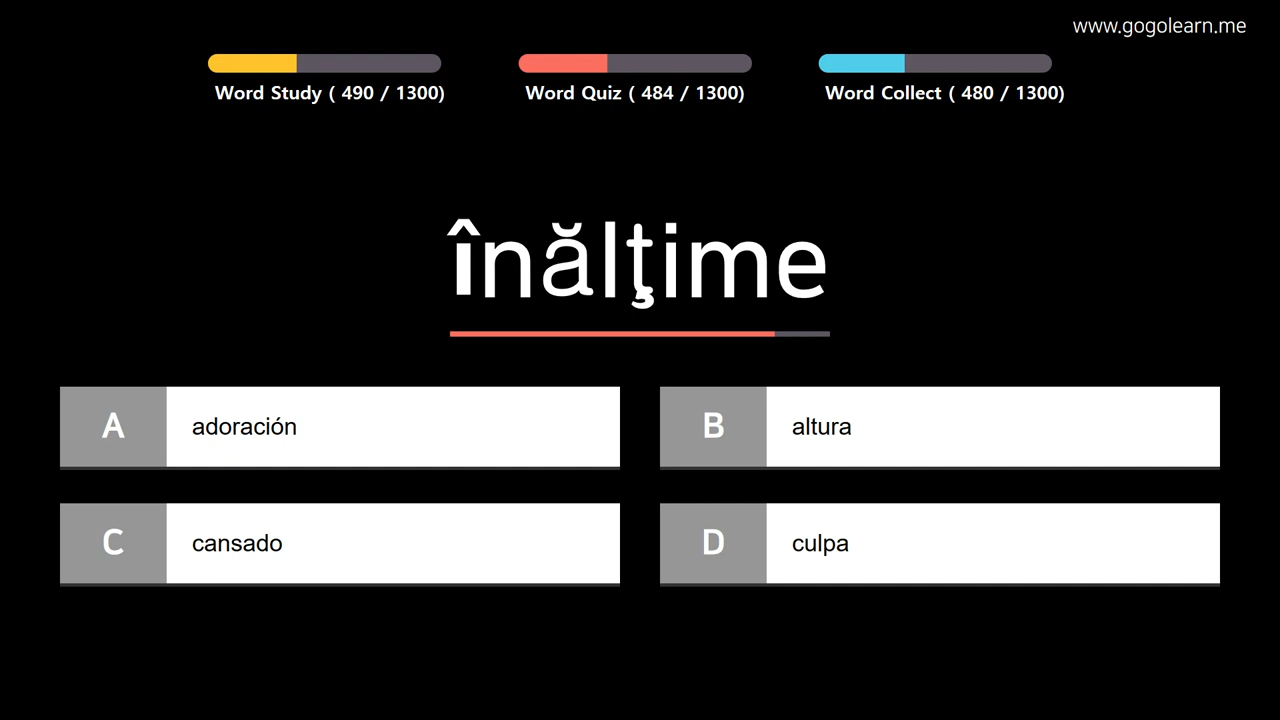 www.gogolearn.me
Word Study ( 490 / 1300)
Word Quiz ( 484 / 1300)
Word Collect ( 480 / 1300)
înălţime
A adoración
B altura
C cansado
D culpa